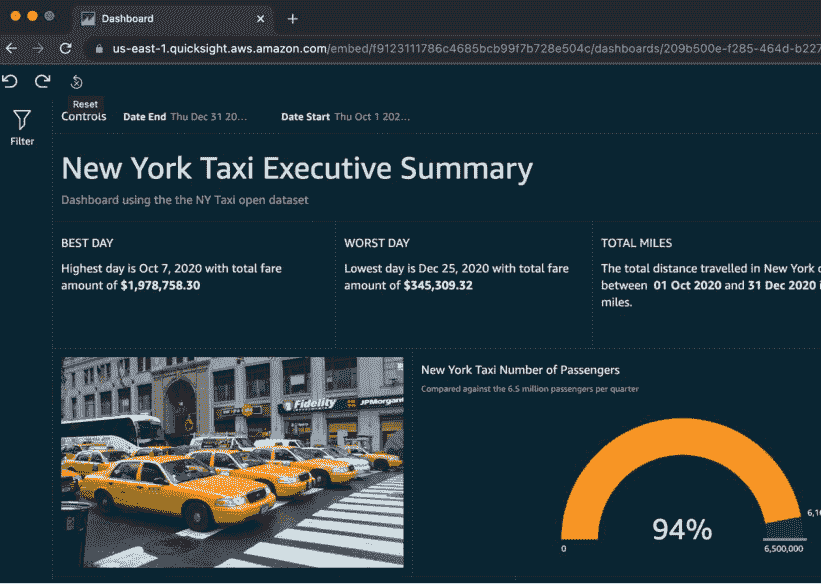 Dashboard
us-east-1.quicksight.aws.amazon.com/embed/f9123111786c4685bcb99f7b728e504c/dashboards/209b500e-f285-464d-b227
Reset
Controls Date End Thu Dec 31 20... Date Start Thu Oct 1 202...
Filter
New York Taxi Executive Summary
Dashboard using the the NY Taxi open dataset
BEST DAY
Highest day is Oct 7, 2020 with total fare
amount of $1,978,758.30
WORST DAY
Lowest day is Dec 25, 2020 with total fare
amount of $345,309.32
TOTAL MILES
The total distance travelled in New York
between 01 Oct 2020 and 31 Dec 2020
miles.
Fidelity
JPMorgan
New York Taxi Number of Passengers
Compared against the 6.5 million passengers per quarter
94%
0
6,500,000